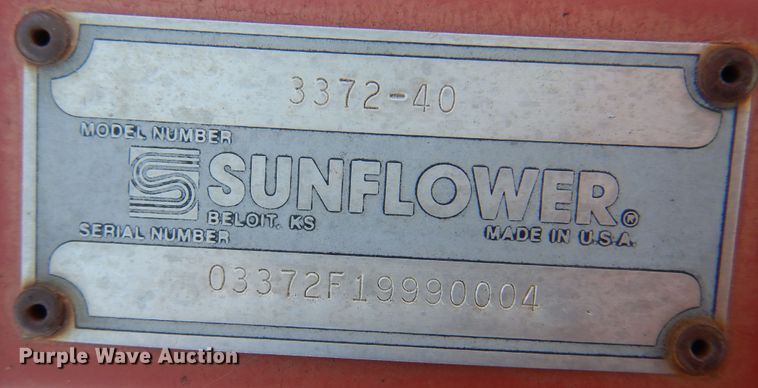 3372-40
MODEL NUMBER
SUNFLOWER®
BELOIT, KS MADE IN U.S.A.
SERIAL NUMBER
03372F19990004
Purple Wave Auction